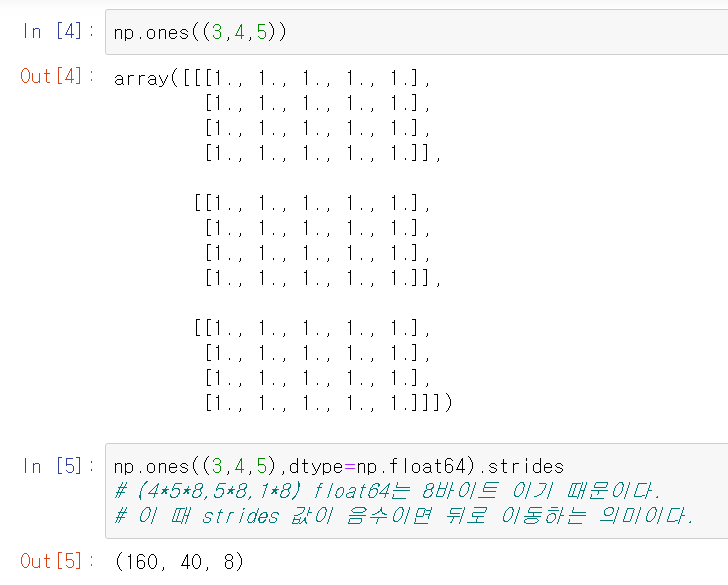 In [4]: np.ones((3,4,5))
Out[4]: array([[[1., 1., 1., 1., 1.],
[1., 1., 1., 1., 1.],
[1., 1., 1., 1., 1.],
[1., 1., 1., 1., 1.]],
[[1., 1., 1., 1., 1.],
[1., 1., 1., 1., 1.],
[1., 1., 1., 1., 1.],
[1., 1., 1., 1., 1.]],
[[1., 1., 1., 1., 1.],
[1., 1., 1., 1., 1.],
[1., 1., 1., 1., 1.],
[1., 1., 1., 1., 1.]]])
In [5]: np.ones((3,4,5),dtype=np.float64).strides
# (4*5*8,5*8,1*8) float64는 8바이트 이기 때문이다.
# 이 때 strides 값이 음수이면 뒤로 이동하는 의미이다.
Out[5]: (160, 40, 8)